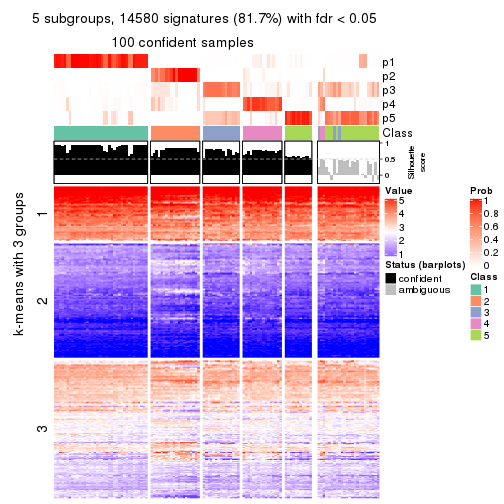 5 subgroups, 14580 signatures (81.7%) with fdr < 0.05
100 confident samples
p1
p2
p3
p4
p5
Class
1
0.5
0
Silhouette
score
k-means with 3 groups
1
2
3
Value
5
4
3
2
1
Status (barplots)
confident
ambiguous
Prob
1
0.8
0.6
0.4
0.2
0
Class
1
2
3
4
5